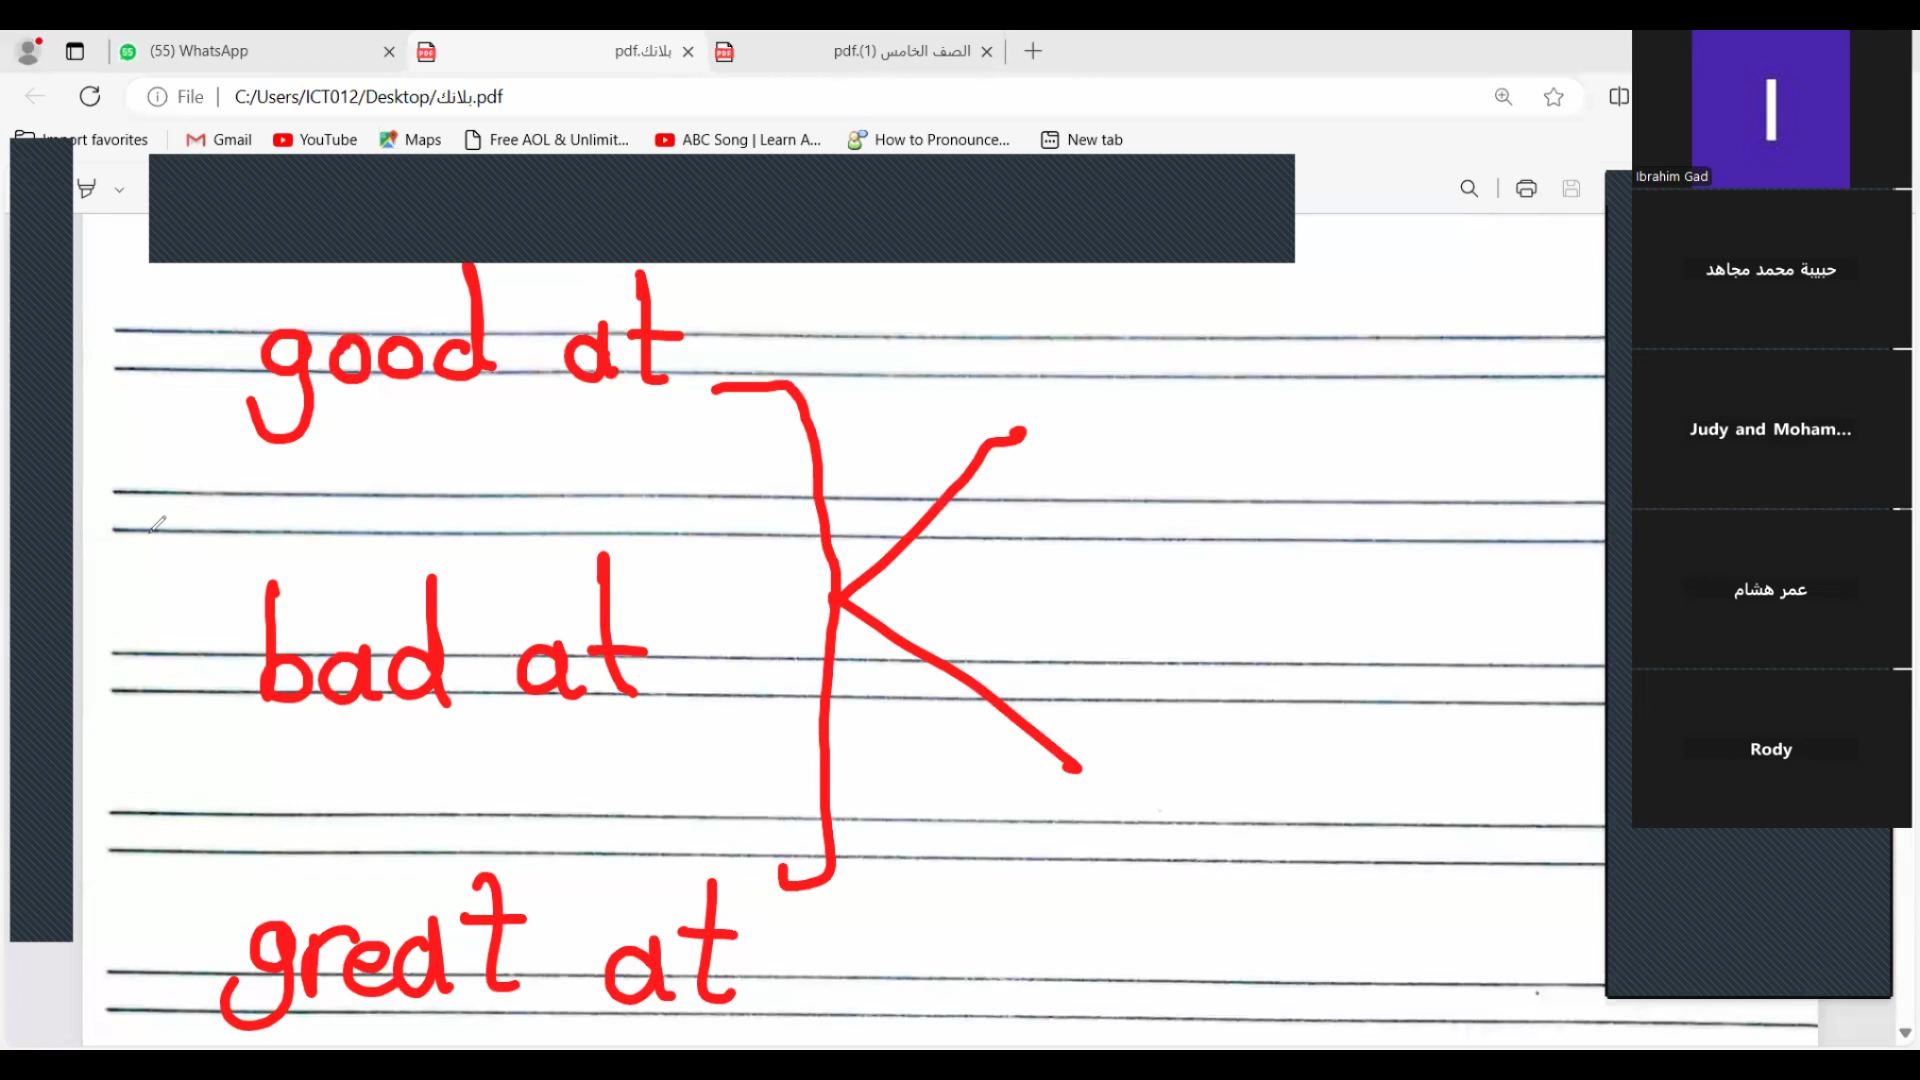 (55) WhatsApp
بلانك.pdf
الصف الخامس (1).pdf
File
C:/Users/ICT012/Desktop/بلانك.pdf
Gmail
YouTube
Maps
Free AOL & Unlimit...
ABC Song | Learn A...
How to Pronounce...
New tab
Ibrahim Gad
حبيبة محمد مجاهد
Judy and Moham...
عمر هشام
Rody
good at
bad at
great at